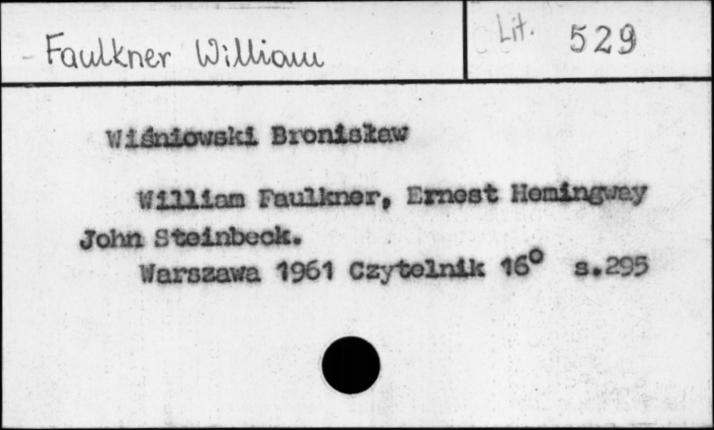 Faulkner William
Lit. 529
Wiśniowski Bronisław
William Faulkner, Ernest Hemingway
John Steinbeck.
Warszawa 1961 Czytelnik 16° s.295